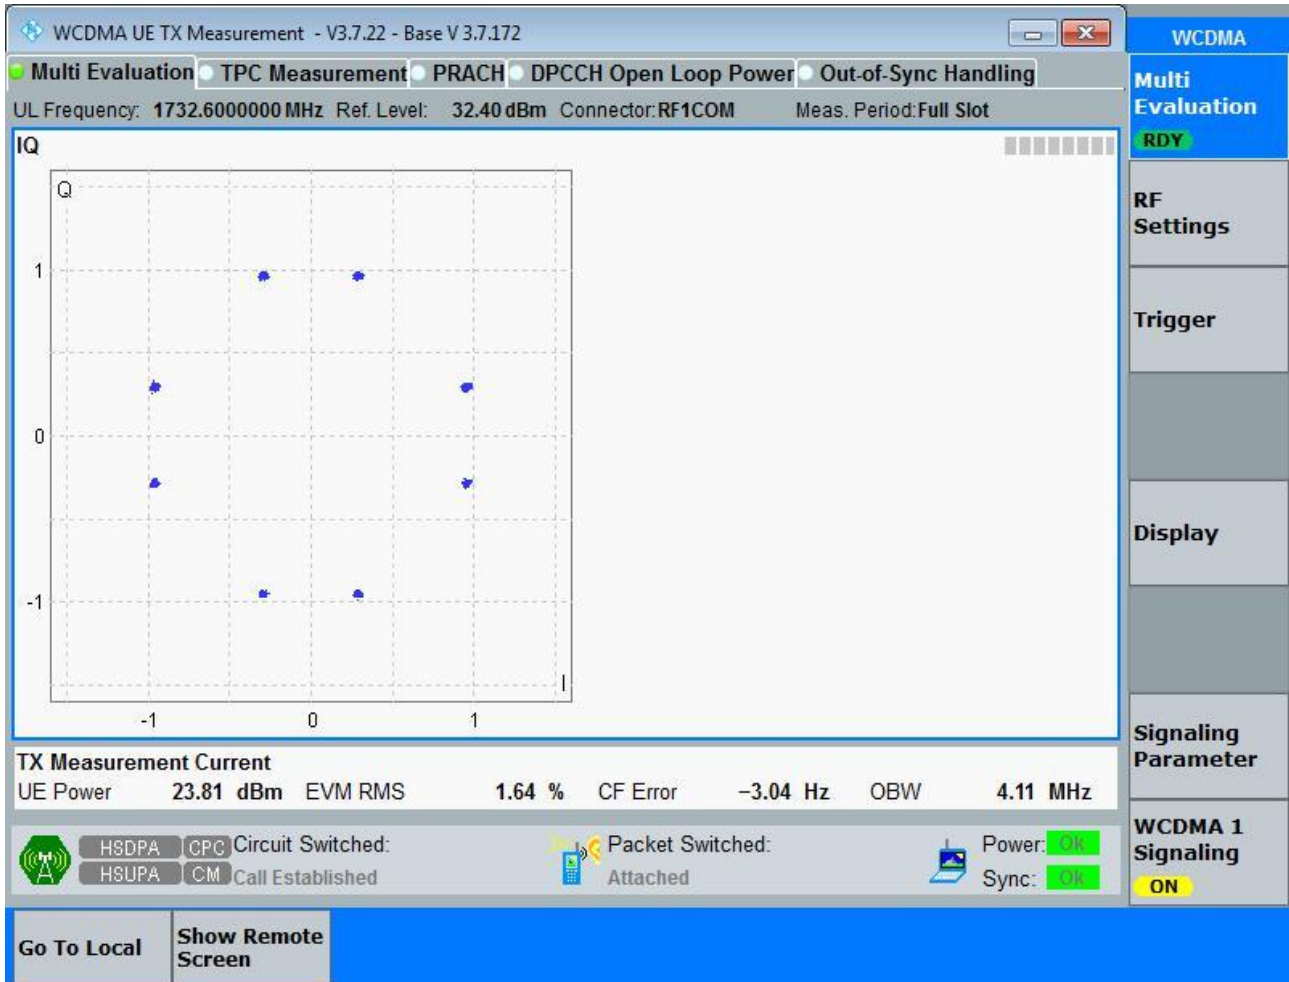 WCDMA UE TX Measurement - V3.7.22 - Base V 3.7.172
WCDMA
Multi Evaluation TPC Measurement PRACH DPCCH Open Loop Power Out-of-Sync Handling
UL Frequency: 1732.6000000 MHz Ref. Level: 32.40 dBm Connector: RF1COM Meas. Period: Full Slot
Multi
Evaluation
RDY
IQ
Q
1
0
-1
I
-1 0 1
RF
Settings
Trigger
Display
Signaling
Parameter
WCDMA 1
Signaling
ON
TX Measurement Current
UE Power 23.81 dBm EVM RMS 1.64 % CF Error −3.04 Hz OBW 4.11 MHz
HSDPA CPC Circuit Switched: Packet Switched: Power: Ok
HSUPA CM Call Established Attached Sync: Ok
Go To Local
Show Remote
Screen